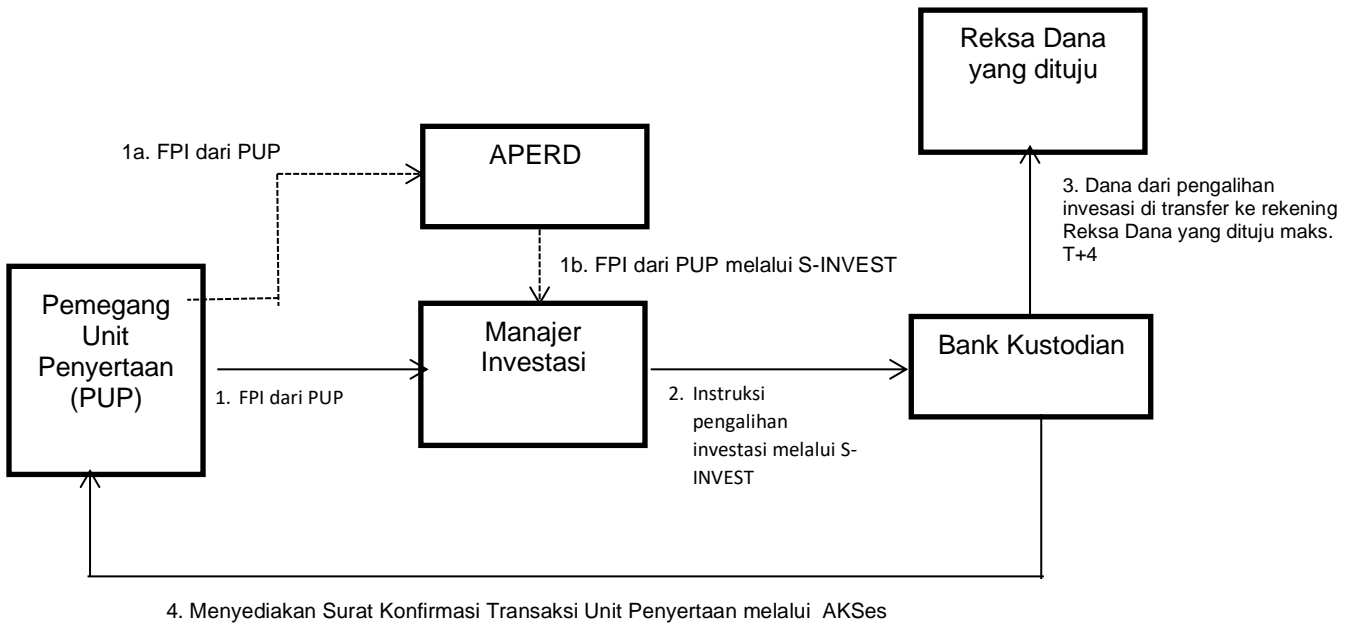 Reksa Dana
yang dituju
1a. FPI dari PUP
APERD
3. Dana dari pengalihan
invesasi di transfer ke rekening
Reksa Dana yang dituju maks.
T+4
1b. FPI dari PUP melalui S-INVEST
Pemegang
Unit
Penyertaan
(PUP)
Manajer
Investasi
Bank Kustodian
1. FPI dari PUP
2. Instruksi
pengalihan
investasi melalui S-
INVEST
4. Menyediakan Surat Konfirmasi Transaksi Unit Penyertaan melalui AKSes